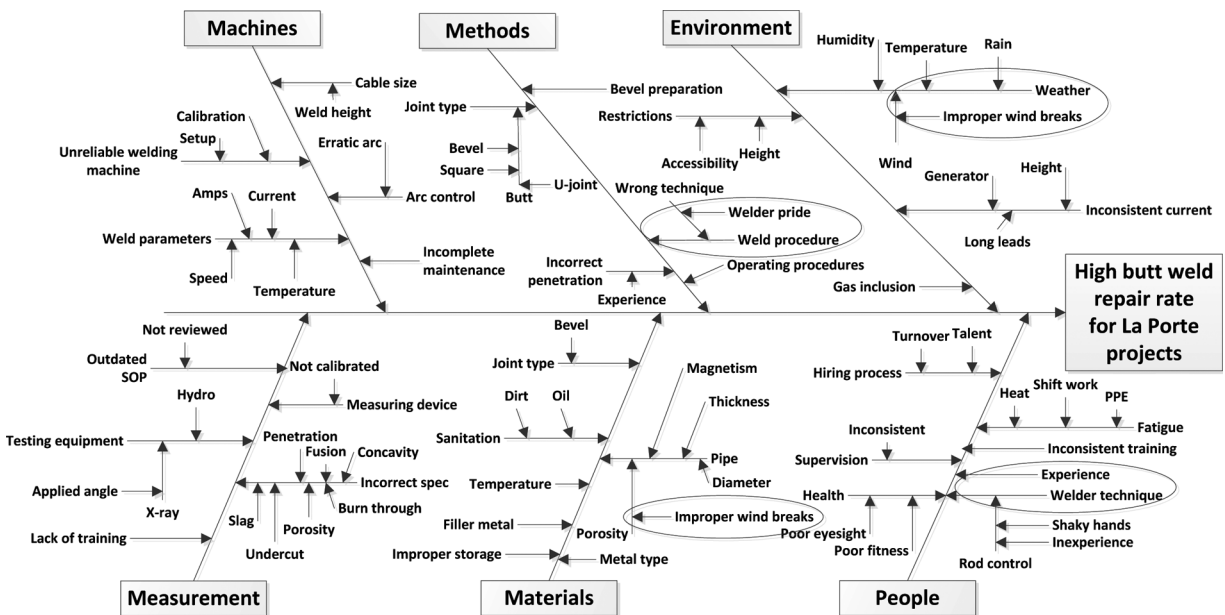 Machines
Methods
Environment
Cable size
Weld height
Calibration
Setup
Unreliable welding
machine
Erratic arc
Arc control
Amps
Current
Weld parameters
Speed
Temperature
Incomplete
maintenance
Bevel preparation
Joint type
Bevel
Square
Butt
U-joint
Wrong technique
Welder pride
Weld procedure
Incorrect
penetration
Experience
Operating procedures
Humidity
Temperature
Rain
Weather
Improper wind breaks
Wind
Restrictions
Accessibility
Height
Generator
Height
Inconsistent current
Long leads
Gas inclusion
High butt weld
repair rate
for La Porte
projects
Not reviewed
Outdated
SOP
Not calibrated
Measuring device
Hydro
Testing equipment
Applied angle
X-ray
Penetration
Fusion
Concavity
Incorrect spec
Burn through
Slag
Porosity
Undercut
Lack of training
Bevel
Joint type
Magnetism
Thickness
Dirt
Oil
Sanitation
Pipe
Diameter
Temperature
Improper wind breaks
Porosity
Filler metal
Improper storage
Metal type
Turnover
Talent
Hiring process
Heat
Shift work
PPE
Fatigue
Inconsistent
Supervision
Inconsistent training
Experience
Health
Welder technique
Poor eyesight
Poor fitness
Shaky hands
Inexperience
Rod control
Measurement
Materials
People